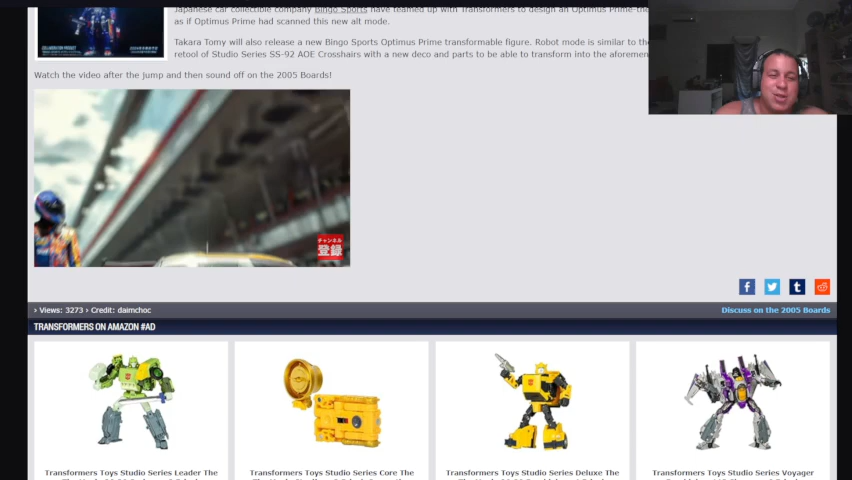 Japanese car collectible company Bingo Sports have teamed up with Transformers to design an Optimus Prime-the
as if Optimus Prime had scanned this new alt mode.
COLLABORATION PROJECT
Takara Tomy will also release a new Bingo Sports Optimus Prime transformable figure. Robot mode is similar to the
retool of Studio Series SS-92 AOE Crosshairs with a new deco and parts to be able to transform into the aforemen
Watch the video after the jump and then sound off on the 2005 Boards!
チャンネル
登録
› Views: 3273 › Credit: daimchoc
Discuss on the 2005 Boards
TRANSFORMERS ON AMAZON #AD
Transformers Toys Studio Series Leader The
Transformers Toys Studio Series Core The
Transformers Toys Studio Series Deluxe The
Transformers Toys Studio Series Voyager